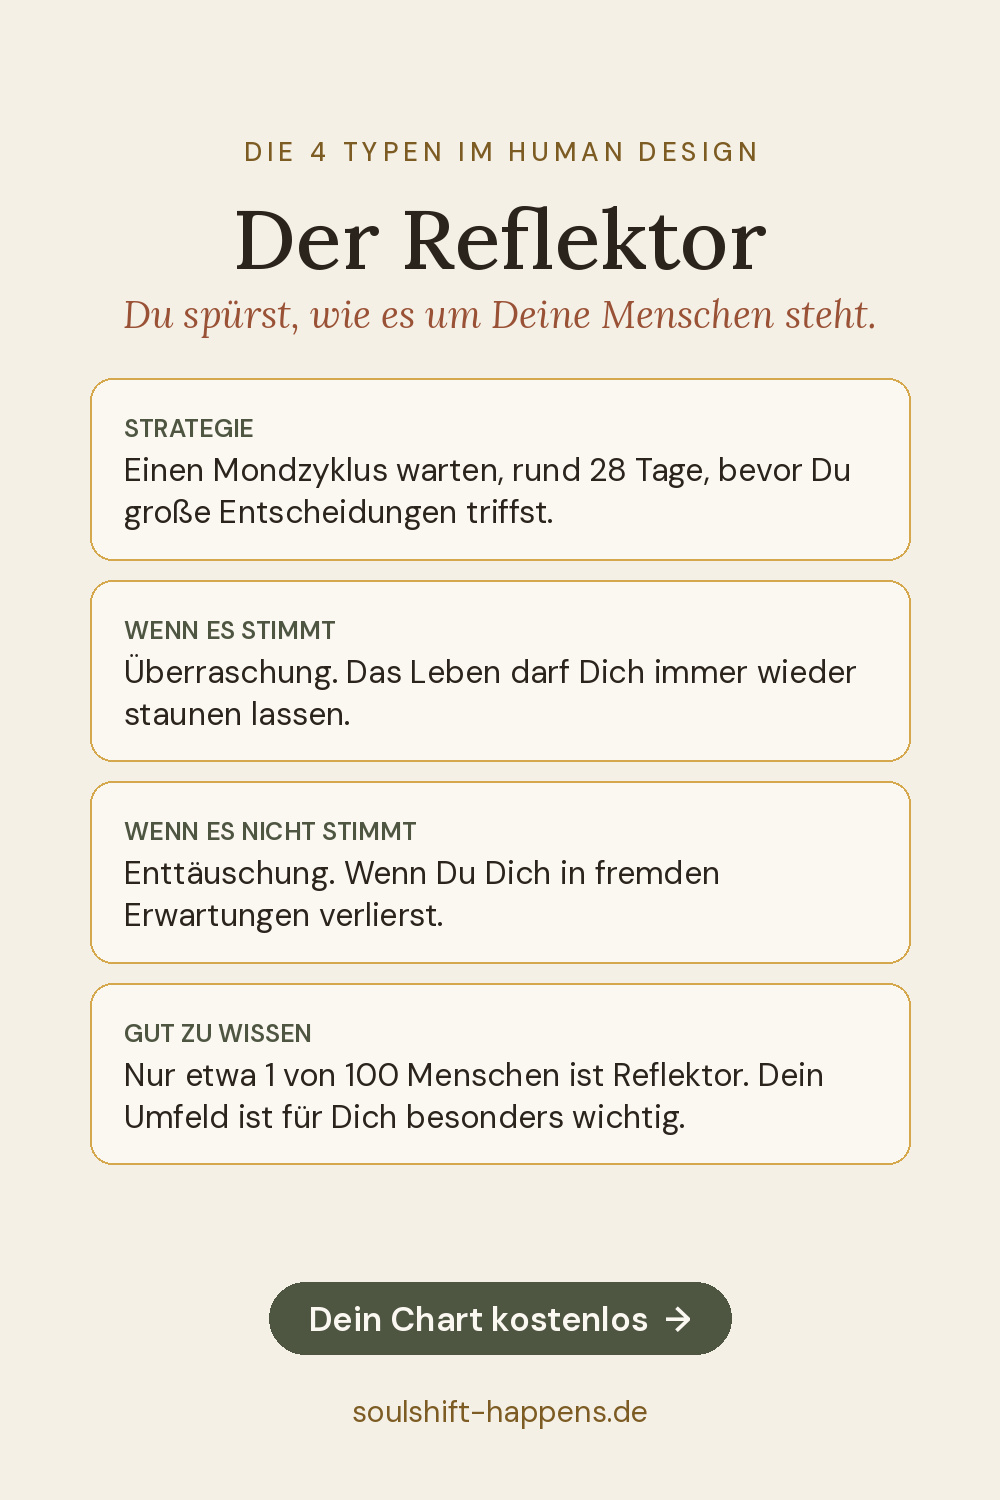 DIE 4 TYPEN IM HUMAN DESIGN
Der Reflektor
Du spürst, wie es um Deine Menschen steht.
STRATEGIE
Einen Mondzyklus warten, rund 28 Tage, bevor Du
große Entscheidungen triffst.
WENN ES STIMMT
Überraschung. Das Leben darf Dich immer wieder
staunen lassen.
WENN ES NICHT STIMMT
Enttäuschung. Wenn Du Dich in fremden
Erwartungen verlierst.
GUT ZU WISSEN
Nur etwa 1 von 100 Menschen ist Reflektor. Dein
Umfeld ist für Dich besonders wichtig.
Dein Chart kostenlos →
soulshift-happens.de